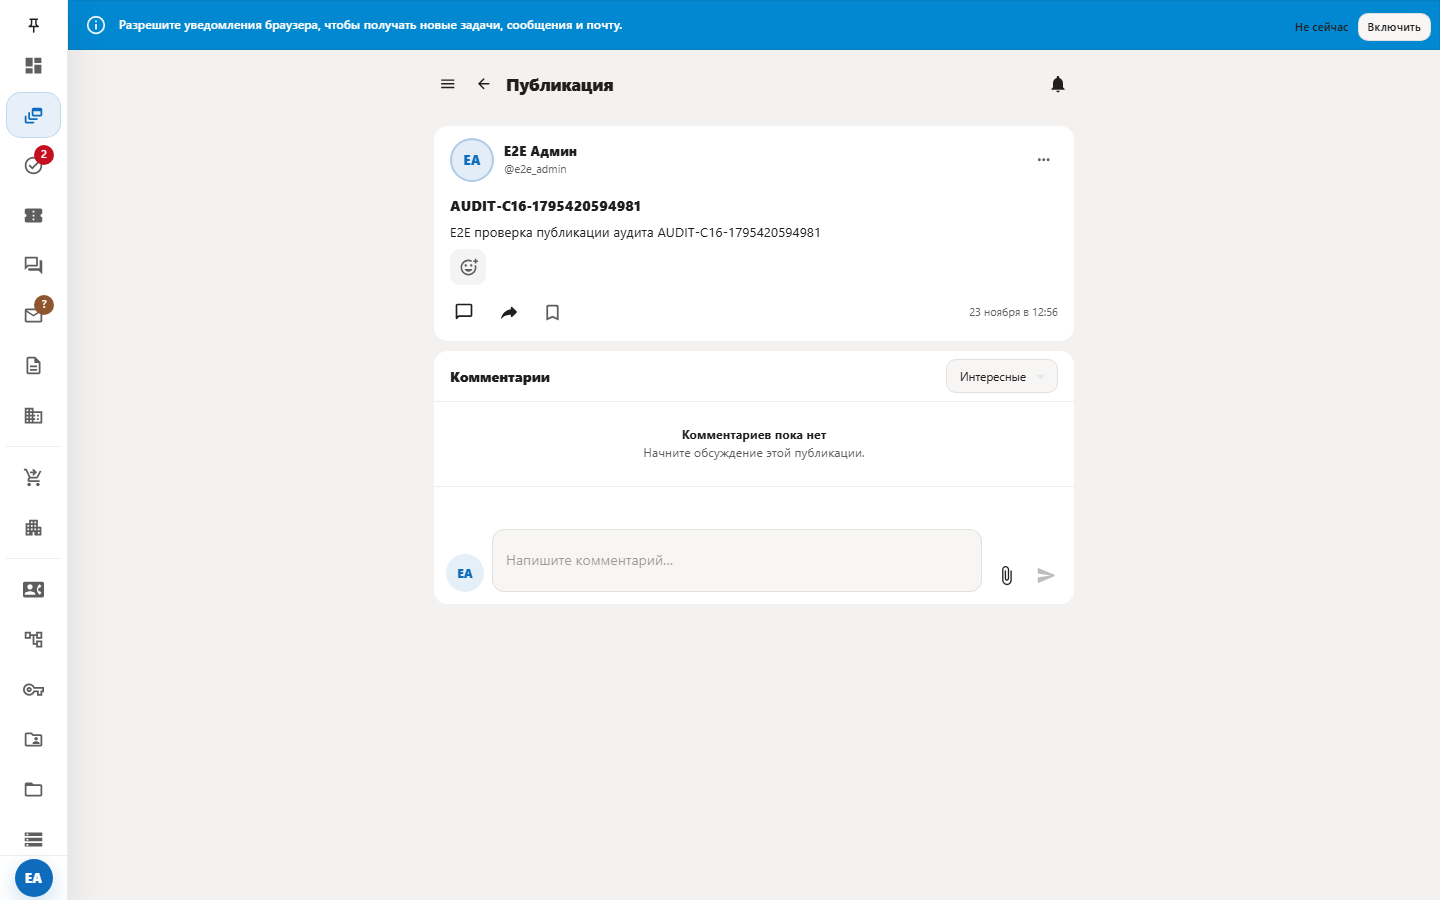 Разрешите уведомления браузера, чтобы получать новые задачи, сообщения и почту.
Не сейчас
Включить
Публикация
2
?
EA
E2E Админ
@e2e_admin
AUDIT-C16-1795420594981
E2E проверка публикации аудита AUDIT-C16-1795420594981
23 ноября в 12:56
Комментарии
Интересные
Комментариев пока нет
Начните обсуждение этой публикации.
EA
Напишите комментарий...
EA